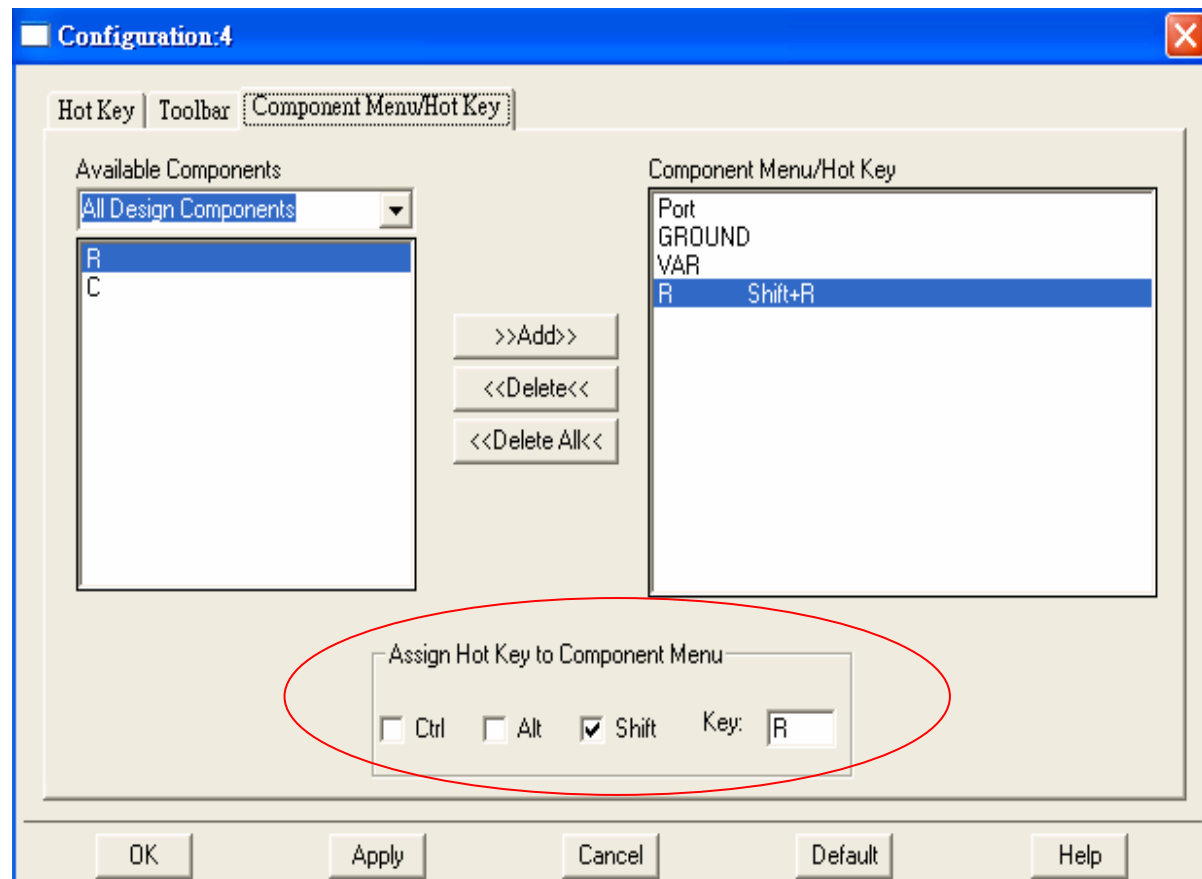 Configuration:4
Hot Key Toolbar Component Menu/Hot Key
Available Components
All Design Components
R
C
>>Add>>
<<Delete<<
<<Delete All<<
Component Menu/Hot Key
Port
GROUND
VAR
R Shift+R
Assign Hot Key to Component Menu
Ctrl Alt Shift Key: R
OK Apply Cancel Default Help